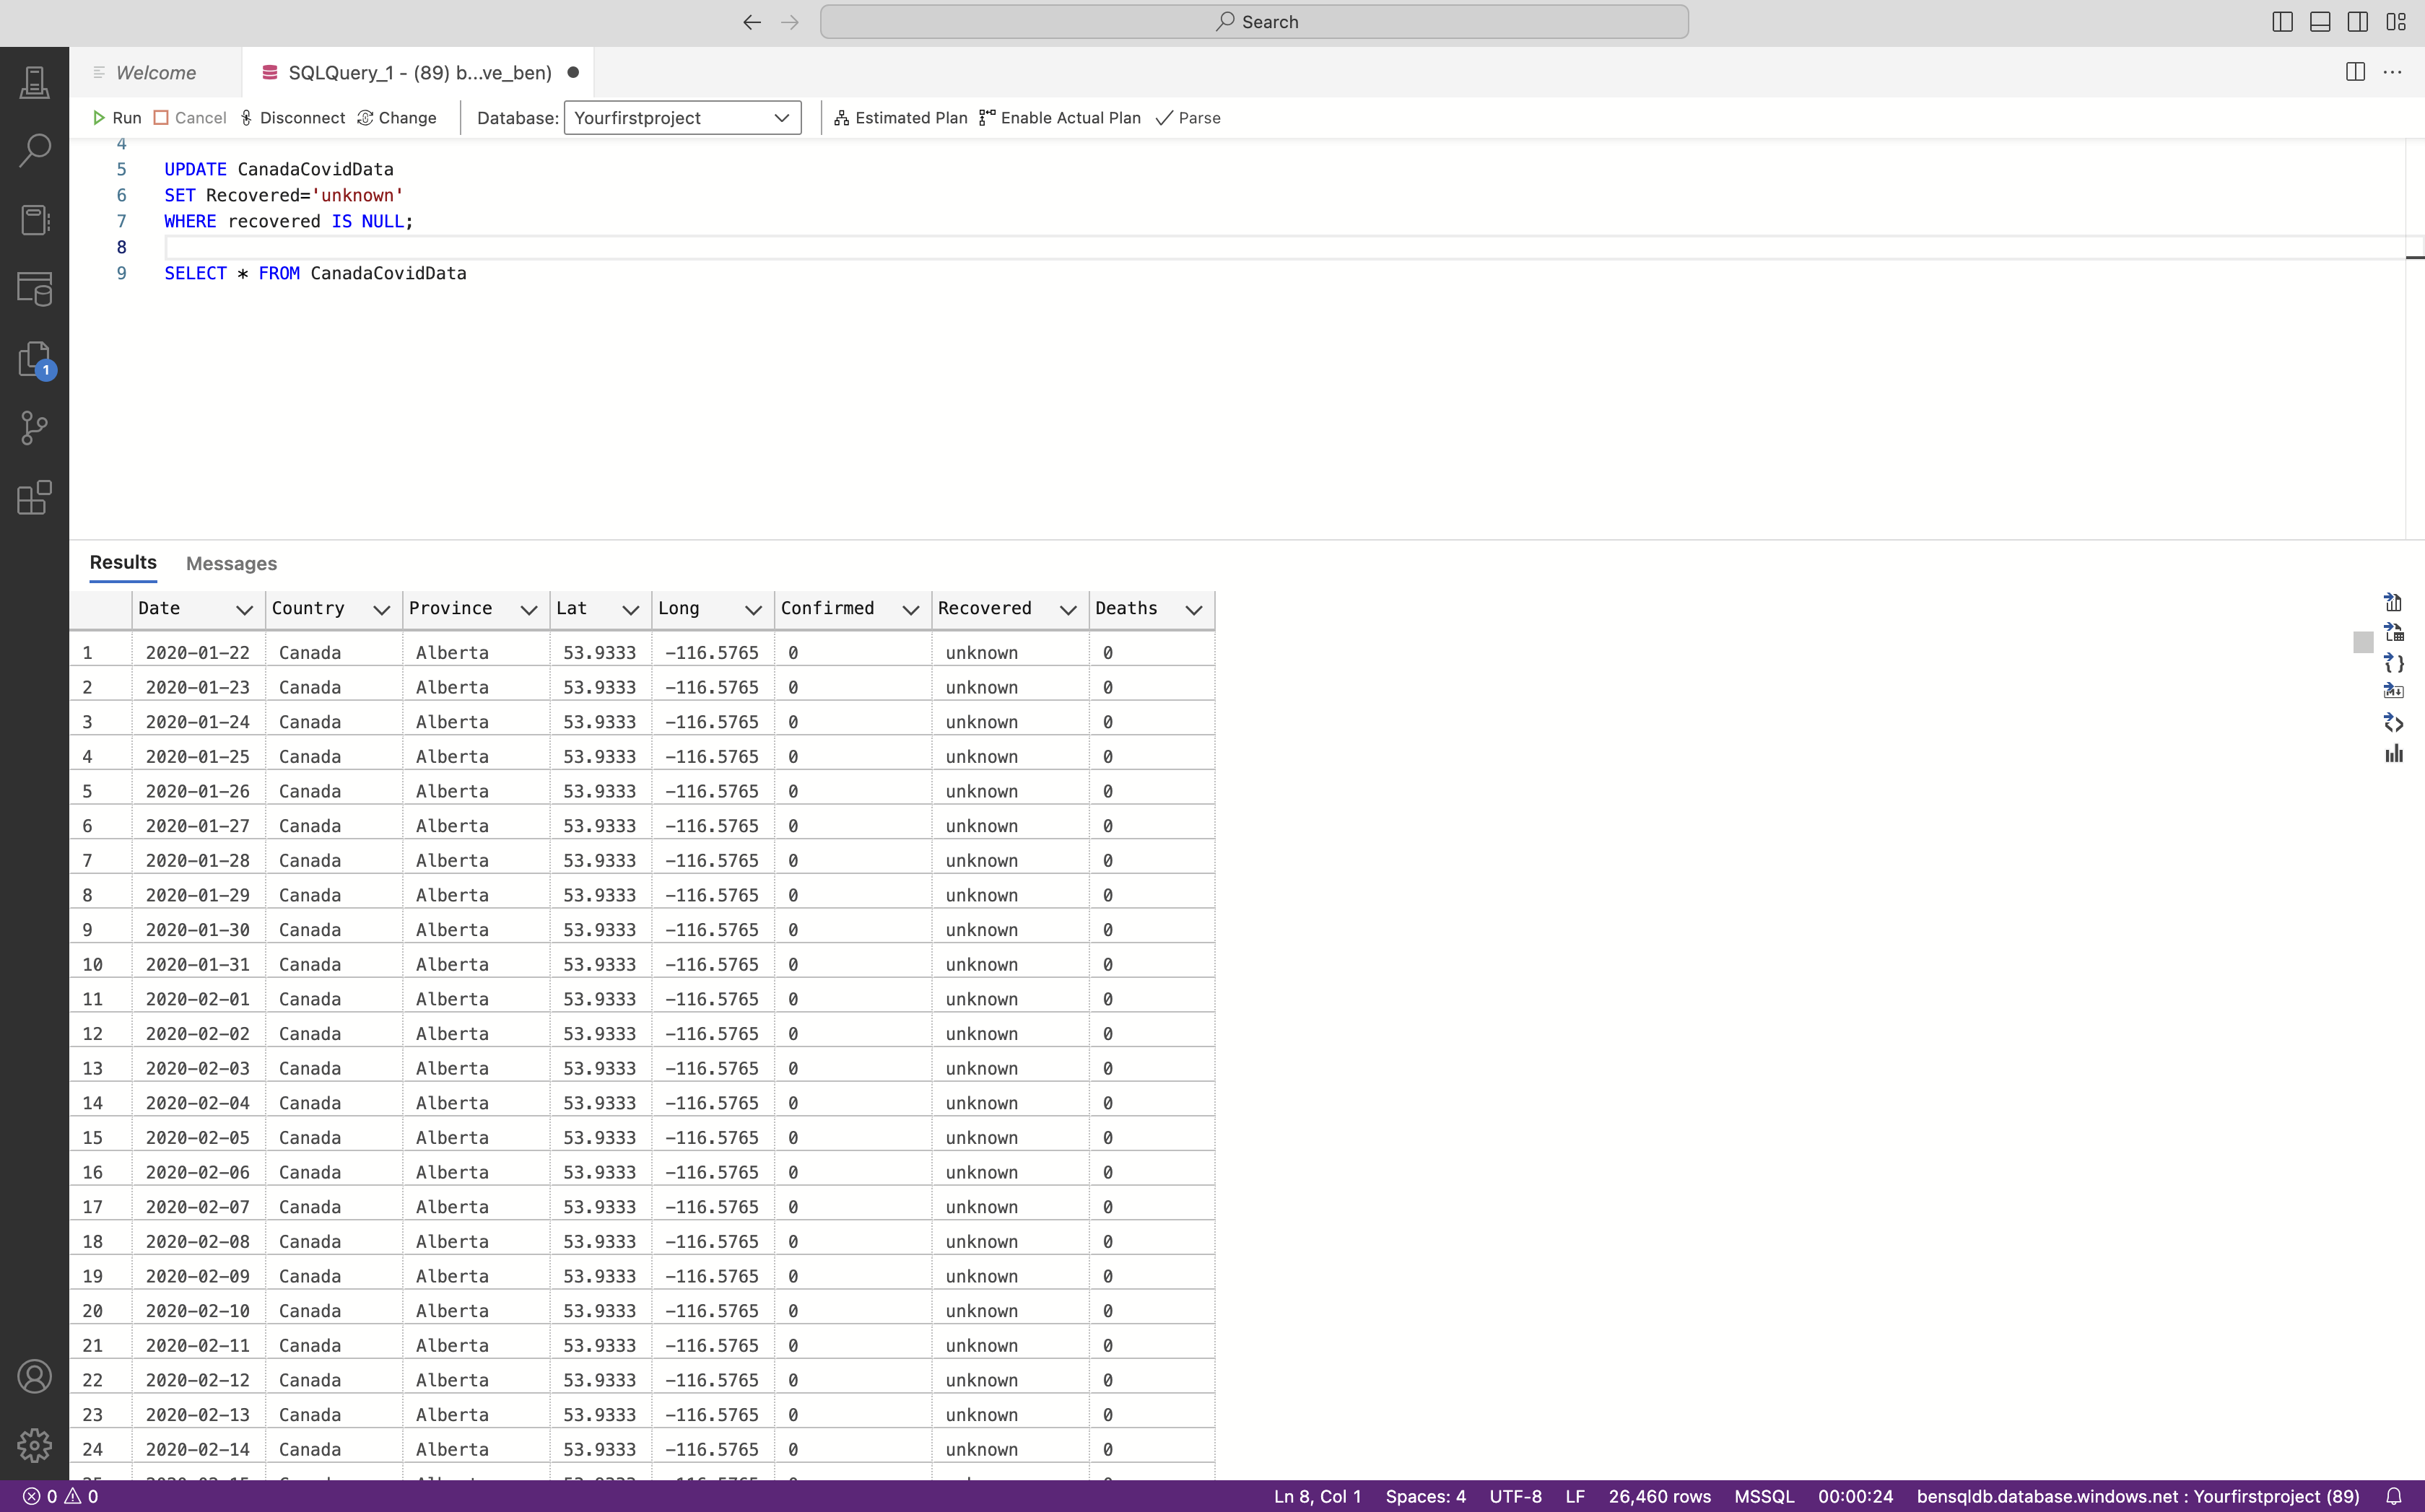 Search
Welcome
SQLQuery_1 - (89) b...ve_ben)
Run Cancel Disconnect Change Database: Yourfirstproject Estimated Plan Enable Actual Plan Parse
4
5 UPDATE CanadaCovidData
6 SET Recovered='unknown'
7 WHERE recovered IS NULL;
8
9 SELECT * FROM CanadaCovidData
1
Results Messages
Date Country Province Lat Long Confirmed Recovered Deaths
1 2020-01-22 Canada Alberta 53.9333 -116.5765 0 unknown 0
2 2020-01-23 Canada Alberta 53.9333 -116.5765 0 unknown 0
3 2020-01-24 Canada Alberta 53.9333 -116.5765 0 unknown 0
4 2020-01-25 Canada Alberta 53.9333 -116.5765 0 unknown 0
5 2020-01-26 Canada Alberta 53.9333 -116.5765 0 unknown 0
6 2020-01-27 Canada Alberta 53.9333 -116.5765 0 unknown 0
7 2020-01-28 Canada Alberta 53.9333 -116.5765 0 unknown 0
8 2020-01-29 Canada Alberta 53.9333 -116.5765 0 unknown 0
9 2020-01-30 Canada Alberta 53.9333 -116.5765 0 unknown 0
10 2020-01-31 Canada Alberta 53.9333 -116.5765 0 unknown 0
11 2020-02-01 Canada Alberta 53.9333 -116.5765 0 unknown 0
12 2020-02-02 Canada Alberta 53.9333 -116.5765 0 unknown 0
13 2020-02-03 Canada Alberta 53.9333 -116.5765 0 unknown 0
14 2020-02-04 Canada Alberta 53.9333 -116.5765 0 unknown 0
15 2020-02-05 Canada Alberta 53.9333 -116.5765 0 unknown 0
16 2020-02-06 Canada Alberta 53.9333 -116.5765 0 unknown 0
17 2020-02-07 Canada Alberta 53.9333 -116.5765 0 unknown 0
18 2020-02-08 Canada Alberta 53.9333 -116.5765 0 unknown 0
19 2020-02-09 Canada Alberta 53.9333 -116.5765 0 unknown 0
20 2020-02-10 Canada Alberta 53.9333 -116.5765 0 unknown 0
21 2020-02-11 Canada Alberta 53.9333 -116.5765 0 unknown 0
22 2020-02-12 Canada Alberta 53.9333 -116.5765 0 unknown 0
23 2020-02-13 Canada Alberta 53.9333 -116.5765 0 unknown 0
24 2020-02-14 Canada Alberta 53.9333 -116.5765 0 unknown 0
0 0 Ln 8, Col 1 Spaces: 4 UTF-8 LF 26,460 rows MSSQL 00:00:24 bensqldb.database.windows.net : Yourfirstproject (89)